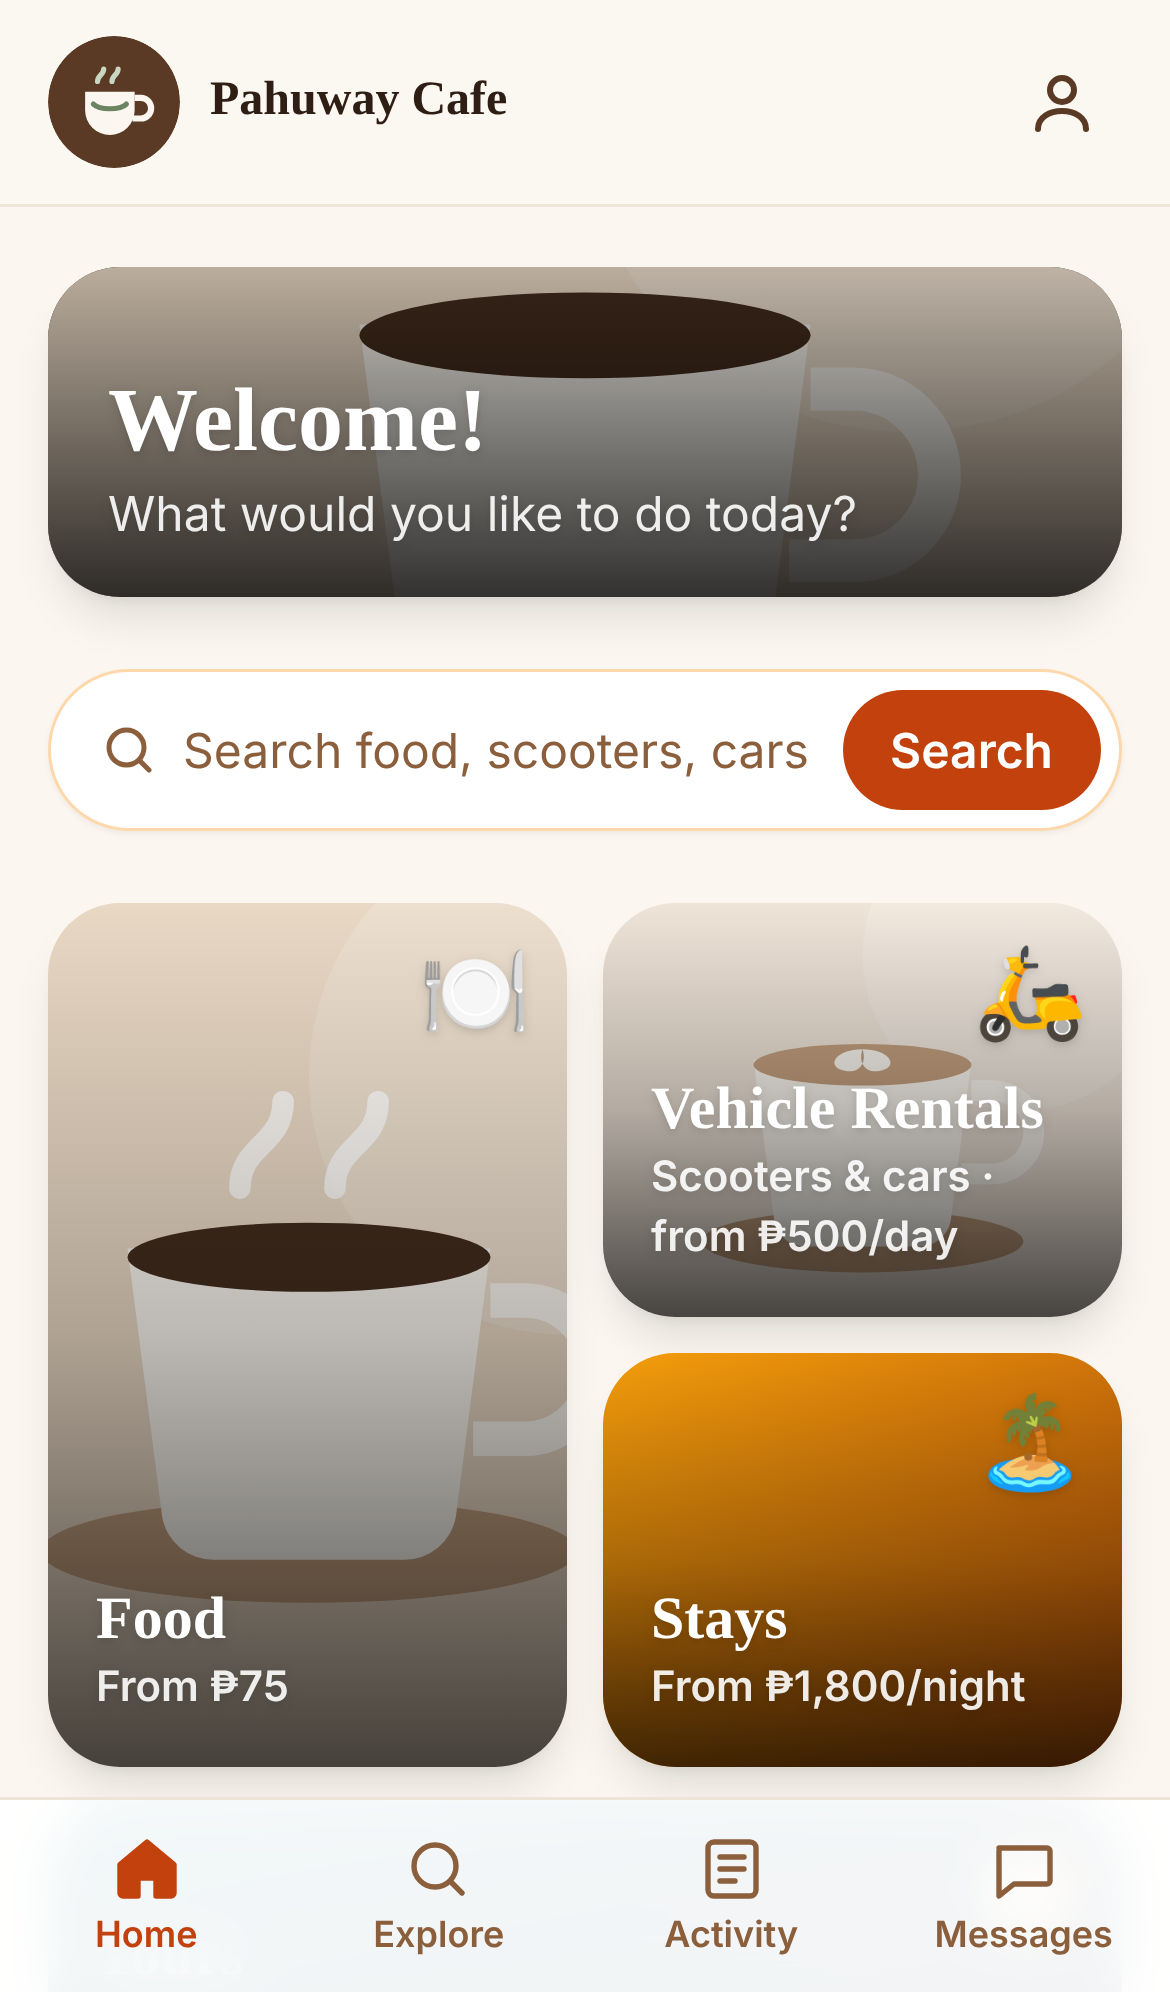 Pahuway Cafe
Welcome!
What would you like to do today?
Search food, scooters, cars
Search
Food
From ₱75
Vehicle Rentals
Scooters & cars ·
from ₱500/day
Stays
From ₱1,800/night
Home
Explore
Activity
Messages